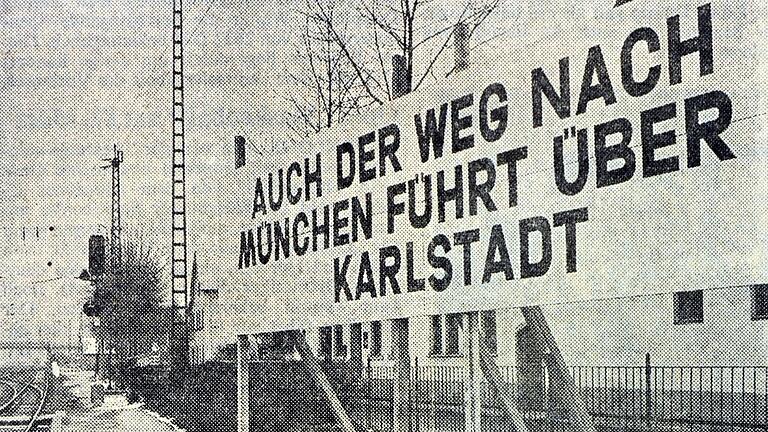 AUCH DER WEG NACH
MÜNCHEN FÜHRT ÜBER
KARLSTADT